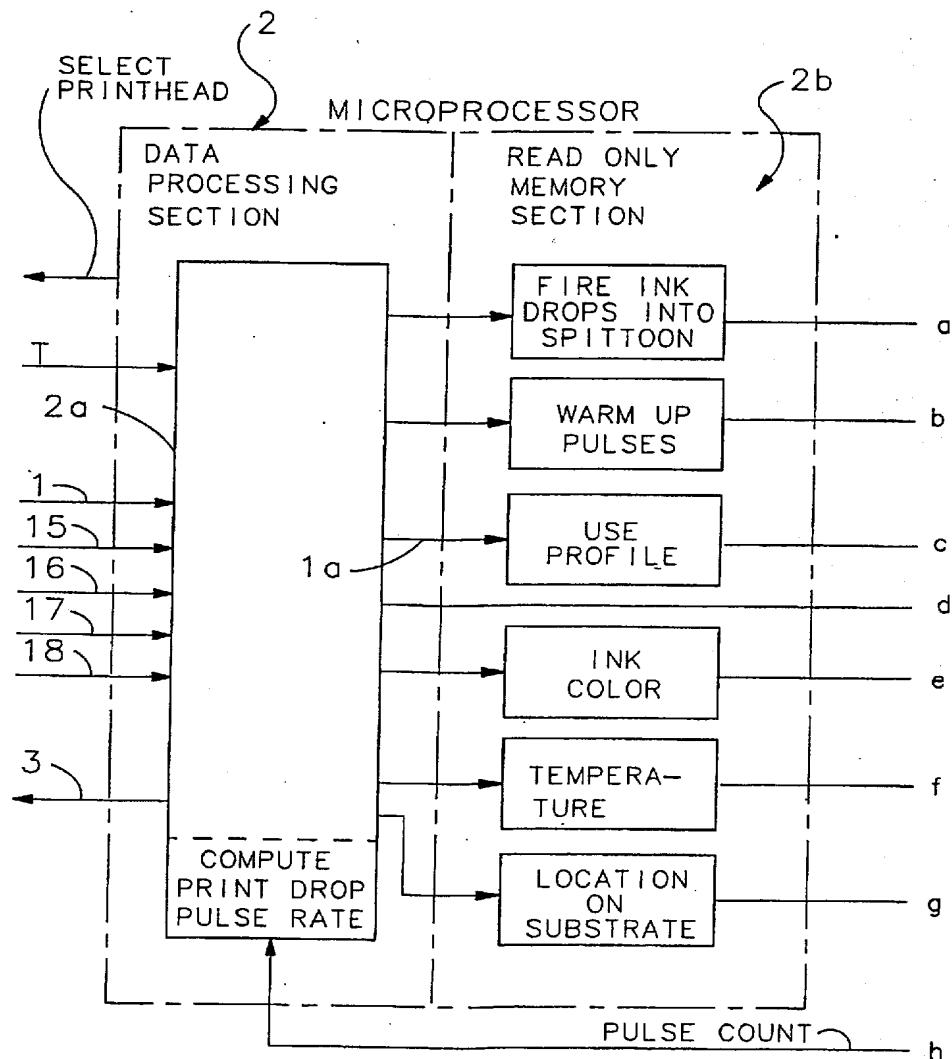 2
SELECT
PRINTHEAD
MICROPROCESSOR
2b
DATA
PROCESSING
SECTION
READ ONLY
MEMORY
SECTION
FIRE INK
DROPS INTO
SPITTOON
a
T
2a
WARM UP
PULSES
b
1
15
1a
USE
PROFILE
c
16
d
17
18
INK
COLOR
e
3
TEMPERA-
TURE
f
COMPUTE
PRINT DROP
PULSE RATE
LOCATION
ON
SUBSTRATE
g
PULSE COUNT
h